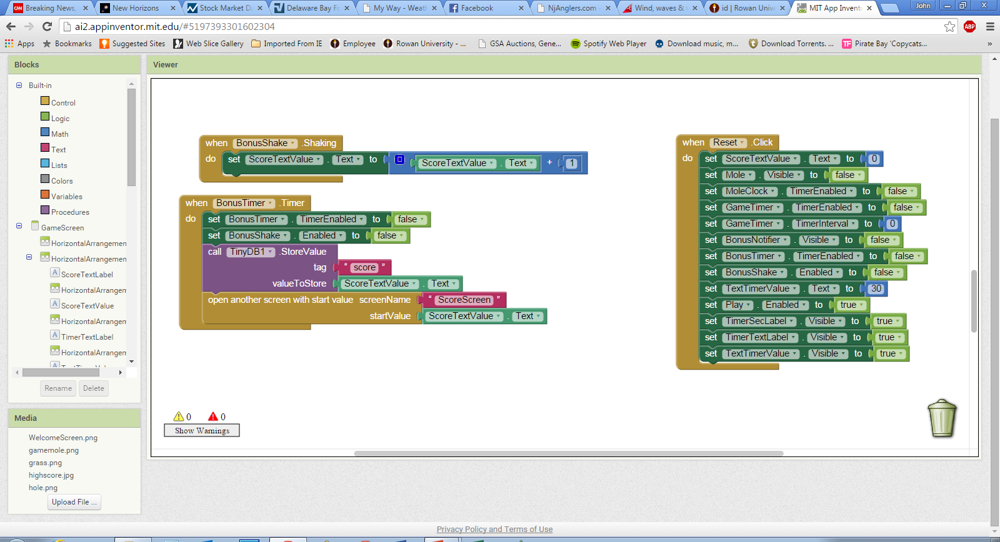 Breaking News,
New Horizons
Stock Market Da
Delaware Bay Fo
My Way - Weath
Facebook
NjAnglers.com -
Wind, waves &
id | Rowan Unive
MIT App Invento
John
ai2.appinventor.mit.edu/#5197393301602304
ABP
Apps
Bookmarks
Suggested Sites
Web Slice Gallery
Imported From IE
Employee
Rowan University - ...
GSA Auctions, Gene...
Spotify Web Player
Download music, m...
Download Torrents. ...
Pirate Bay 'Copycats...
»
Blocks
Built-in
Control
Logic
Math
Text
Lists
Colors
Variables
Procedures
GameScreen
HorizontalArrangemen
HorizontalArrangemen
ScoreTextLabel
HorizontalArrangem
ScoreTextValue
HorizontalArrangem
TimerTextLabel
HorizontalArrangem
Rename
Delete
Media
WelcomeScreen.png
gamemole.png
grass.png
highscore.jpg
hole.png
Upload File ...
Viewer
when BonusShake .Shaking
do set ScoreTextValue . Text to ScoreTextValue . Text + 1
when BonusTimer .Timer
do set BonusTimer . TimerEnabled to false
set BonusShake . Enabled to false
call TinyDB1 .StoreValue
tag " score "
valueToStore ScoreTextValue . Text
open another screen with start value screenName " ScoreScreen "
startValue ScoreTextValue . Text
when Reset .Click
do set ScoreTextValue . Text to 0
set Mole . Visible to false
set MoleClock . TimerEnabled to false
set GameTimer . TimerEnabled to false
set GameTimer . TimerInterval to 0
set BonusNotifier . Visible to false
set BonusTimer . TimerEnabled to false
set BonusShake . Enabled to false
set TextTimerValue . Text to 30
set Play . Enabled to true
set TimerSecLabel . Visible to true
set TimerTextLabel . Visible to true
set TextTimerValue . Visible to true
0 0
Show Warnings
Privacy Policy and Terms of Use